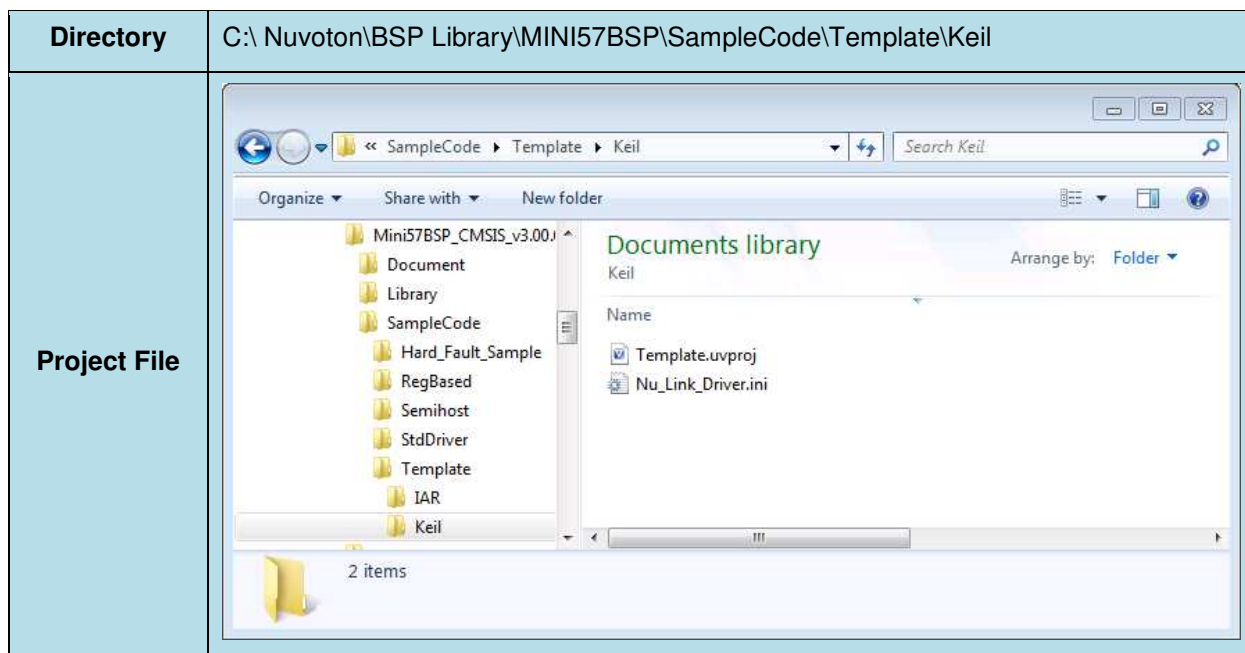 Directory
C:\ Nuvoton\BSP Library\MINI57BSP\SampleCode\Template\Keil
Project File
« SampleCode Template Keil
Search Keil
Organize Share with New folder
Mini57BSP_CMSIS_v3.00.
Document
Library
SampleCode
Hard_Fault_Sample
RegBased
Semihost
StdDriver
Template
IAR
Keil
Documents library
Keil
Arrange by: Folder
Name
Template.uvproj
Nu_Link_Driver.ini
2 items